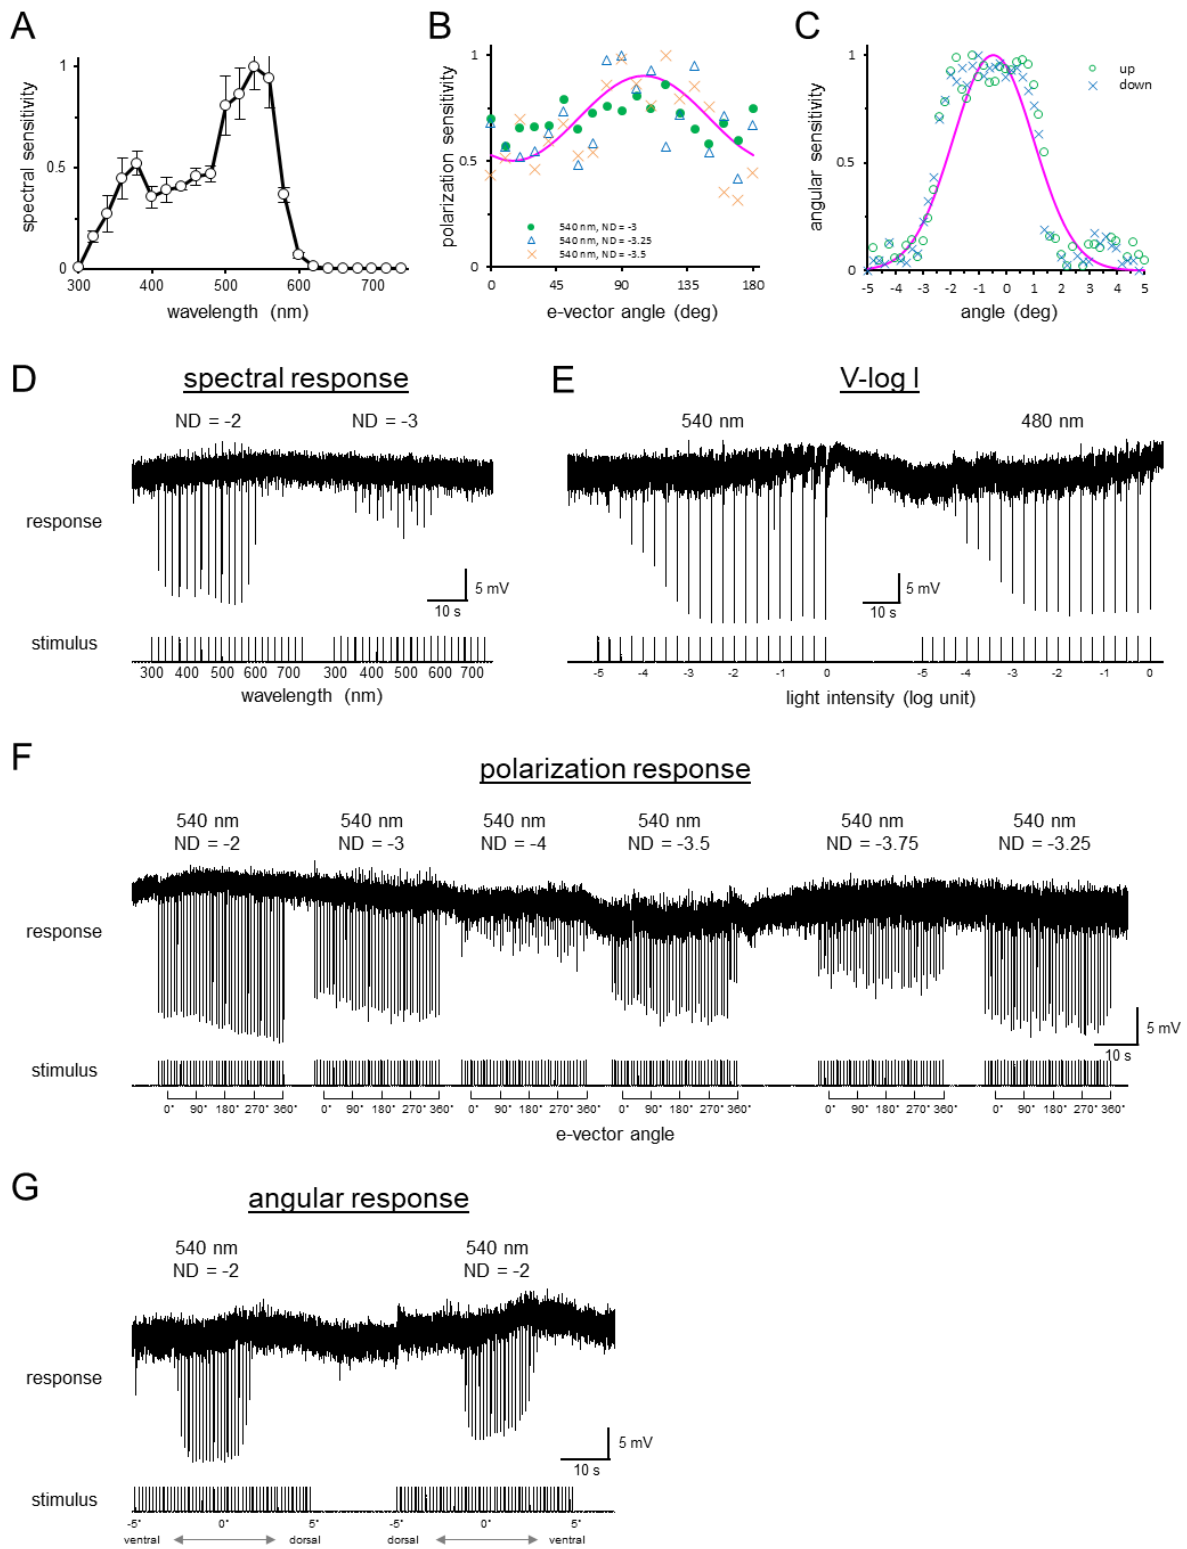 A
1
0.5
0
spectral sensitivity
300 400 500 600 700
wavelength (nm)
B
1
0.5
0
polarization sensitivity
540 nm, ND = -3
540 nm, ND = -3.25
540 nm, ND = -3.5
0 45 90 135 180
e-vector angle (deg)
C
1
0.5
0
angular sensitivity
up
down
-5 -4 -3 -2 -1 0 1 2 3 4 5
angle (deg)
D
spectral response
ND = -2 ND = -3
response
5 mV
10 s
stimulus
300 400 500 600 700 300 400 500 600 700
wavelength (nm)
E
V-log I
540 nm 480 nm
5 mV
10 s
-5 -4 -3 -2 -1 0 -5 -4 -3 -2 -1 0
light intensity (log unit)
F
polarization response
540 nm 540 nm 540 nm 540 nm 540 nm 540 nm
ND = -2 ND = -3 ND = -4 ND = -3.5 ND = -3.75 ND = -3.25
response
5 mV
10 s
stimulus
0° 90° 180° 270° 360° 0° 90° 180° 270° 360° 0° 90° 180° 270° 360° 0° 90° 180° 270° 360° 0° 90° 180° 270° 360° 0° 90° 180° 270° 360°
e-vector angle
G
angular response
540 nm 540 nm
ND = -2 ND = -2
response
5 mV
10 s
stimulus
-5° 0° 5° -5° 0° 5°
ventral dorsal dorsal ventral